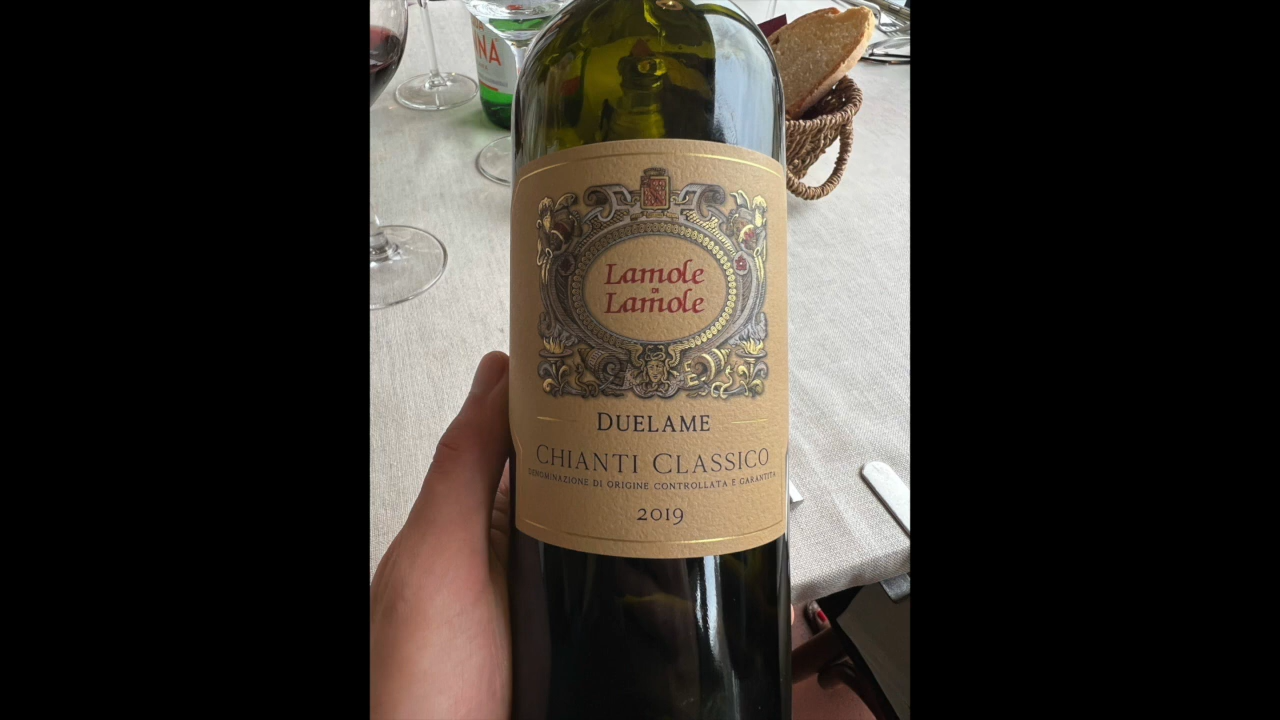 Lamole
DI
Lamole
DUELAME
CHIANTI CLASSICO
DENOMINAZIONE DI ORIGINE CONTROLLATA E GARANTITA
2019